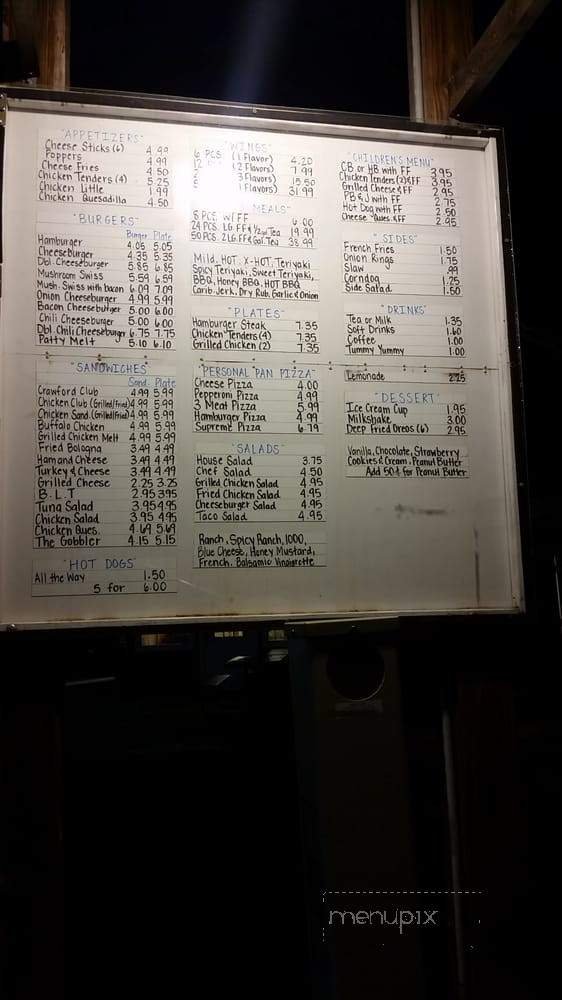 "APPETIZERS"
Cheese Sticks (6) 4.99
Poppers 4.99
Cheese Fries 4.50
Chicken Tenders (4) 5.25
Chicken Little 1.99
Chicken Quesadilla 4.50
"BURGERS"
Burger Plate
Hamburger 4.05 5.05
Cheeseburger 4.35 5.35
Dbl. Cheeseburger 5.85 6.85
Mushroom Swiss 5.59 6.59
Mush. Swiss with bacon 6.09 7.09
Onion Cheeseburger 4.99 5.99
Bacon Cheeseburger 5.00 6.00
Chili Cheeseburger 5.00 6.00
Dbl. Chili Cheeseburger 6.75 7.75
Patty Melt 5.10 6.10
"SANDWICHES"
Sand. Plate
Crawford Club 4.99 5.99
Chicken Club (Grilled/Fried) 4.99 5.99
Chicken Sand. (Grilled/Fried) 4.99 5.99
Buffalo Chicken 4.99 5.99
Grilled Chicken Melt 4.99 5.99
Fried Bologna 3.49 4.49
Ham and Cheese 3.49 4.49
Turkey & Cheese 3.49 4.49
Grilled Cheese 2.25 3.25
B.L.T 2.95 3.95
Tuna Salad 3.95 4.95
Chicken Salad 3.95 4.95
Chicken Ques. 4.69 5.69
The Gobbler 4.15 5.15
"HOT DOGS"
All the Way 1.50
5 for 6.00
"WINGS"
6 PCS. (1 Flavor) 4.20
12 (2 Flavors) 7.99
3 Flavors) 15.50
Flavors) 31.99
MEALS"
8 PCS. W/ FF 6.00
24 PCS. LG FF & 1/2 Gal Tea 19.99
50 PCS. 2 LG FF & Gal. Tea 38.99
Mild, HOT, X-HOT, Teriyaki
Spicy Teriyaki, Sweet Teriyaki,
BBQ, Honey BBQ, HOT BBQ
Carib. Jerk, Dry Rub, Garlic & Onion
"PLATES"
Hamburger Steak 7.35
Chicken Tenders (4) 7.35
Grilled Chicken (2) 7.35
"PERSONAL PAN PIZZA"
Cheese Pizza 4.00
Pepperoni Pizza 4.99
3 Meat Pizza 5.99
Hamburger Pizza 4.99
Supreme Pizza 6.79
"SALADS"
House Salad 3.75
Chef Salad 4.50
Grilled Chicken Salad 4.95
Fried Chicken Salad 4.95
Cheeseburger Salad 4.95
Taco Salad 4.95
Ranch, Spicy Ranch, 1000,
Blue Cheese, Honey Mustard,
French, Balsamic Vinaigrette
"CHILDREN'S MENU"
CB or HB with FF 3.95
Chicken Tenders (2) & FF 3.95
Grilled Cheese & FF 2.95
PB & J with FF 2.75
Hot Dog with FF 2.50
Cheese Ques. & FF 2.95
"SIDES"
French Fries 1.50
Onion Rings 1.75
Slaw .99
Corndog 1.25
Side Salad 1.50
"DRINKS"
Tea or Milk 1.35
Soft Drinks 1.60
Coffee 1.00
Tummy Yummy 1.00
Lemonade 2.25
"DESSERT"
Ice Cream Cup 1.95
Milkshake 3.00
Deep Fried Oreos (6) 2.95
Vanilla, Chocolate, Strawberry
Cookies & Cream, Peanut Butter
Add 50¢ for Peanut Butter
menupix